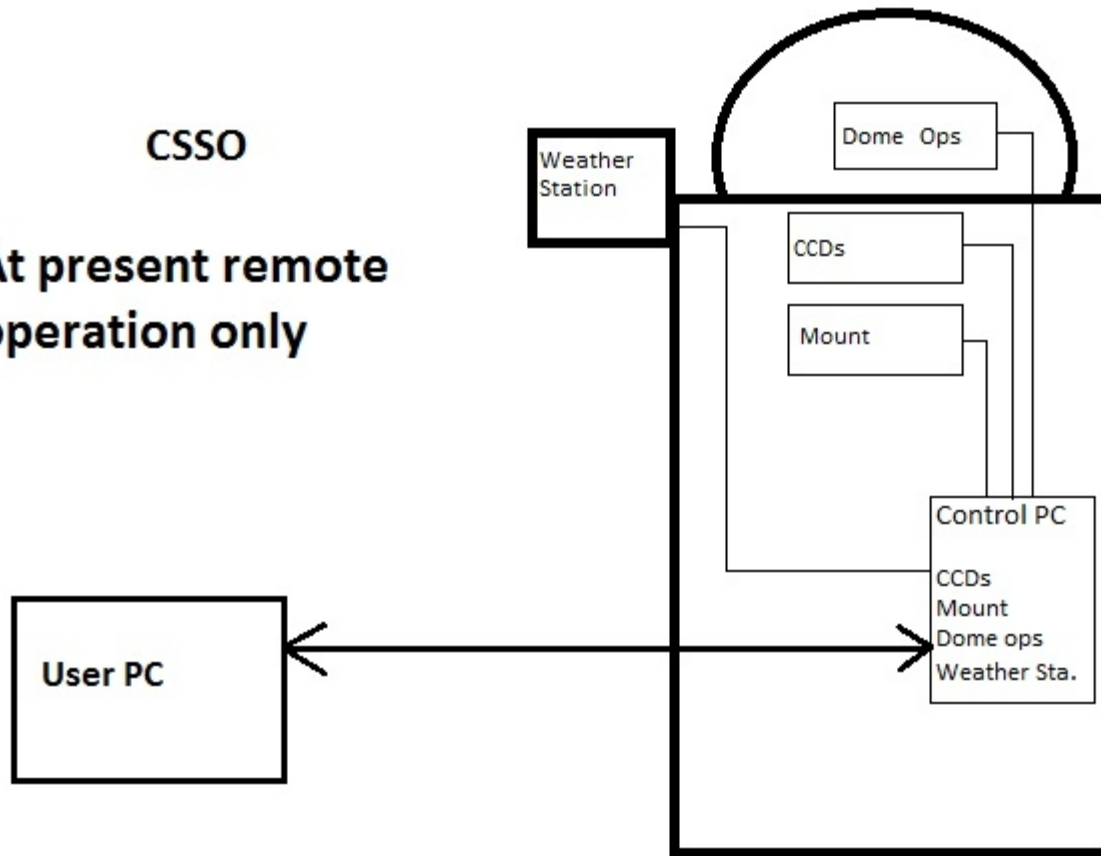 CSSO
At present remote
operation only
Weather
Station
Dome Ops
CCDs
Mount
Control PC
CCDs
Mount
Dome ops
Weather Sta.
User PC